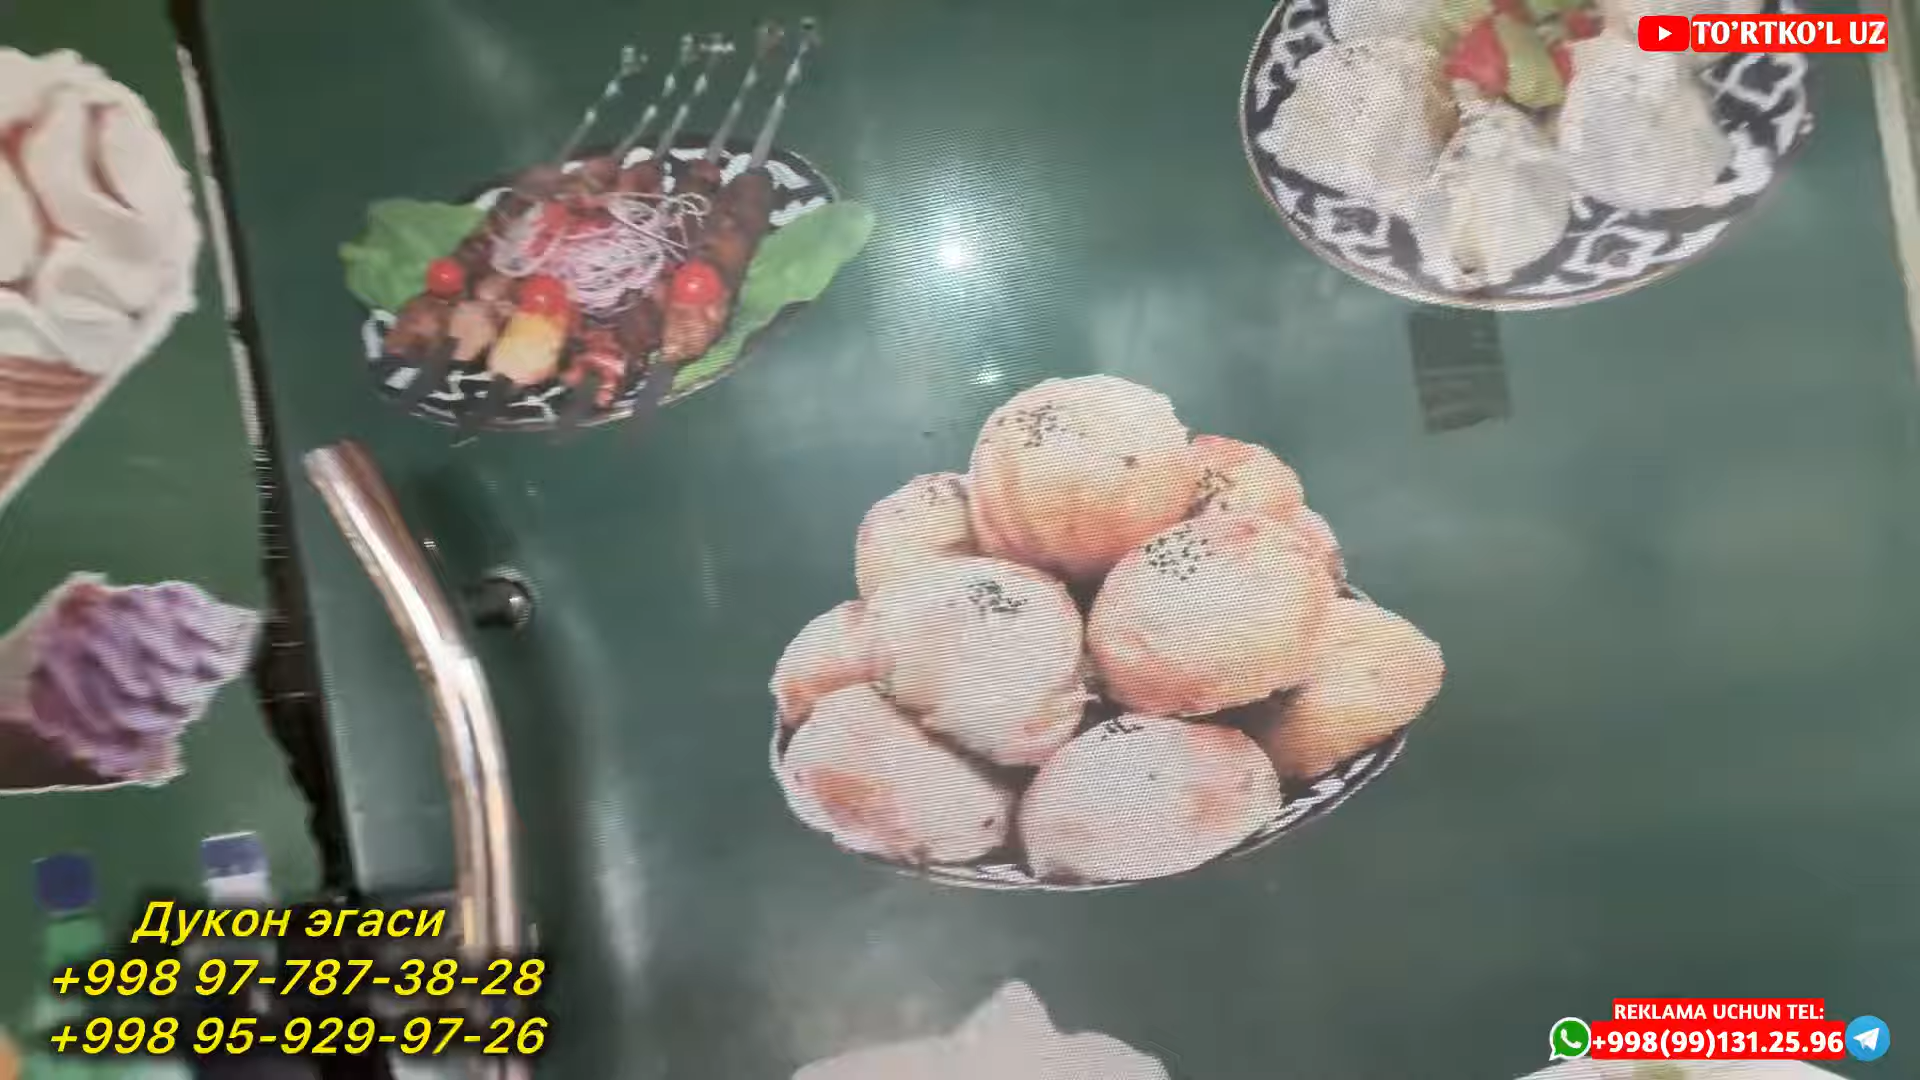 TO’RTKO’L UZ
Дукон эгаси
+998 97-787-38-28
+998 95-929-97-26
REKLAMA UCHUN TEL:
+998(99)131.25.96